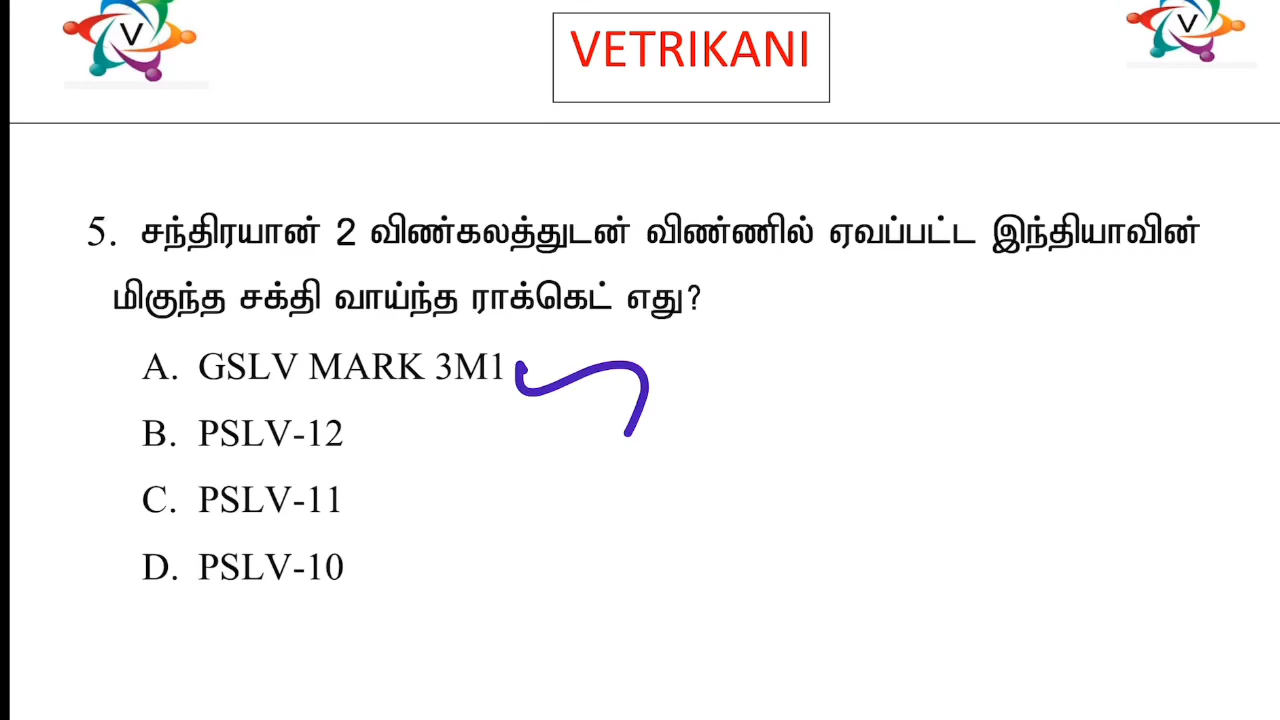 V
VETRIKANI
V
5. சந்திரயான் 2 விண்கலத்துடன் விண்ணில் ஏவப்பட்ட இந்தியாவின்
மிகுந்த சக்தி வாய்ந்த ராக்கெட் எது?
A. GSLV MARK 3M1
B. PSLV-12
C. PSLV-11
D. PSLV-10